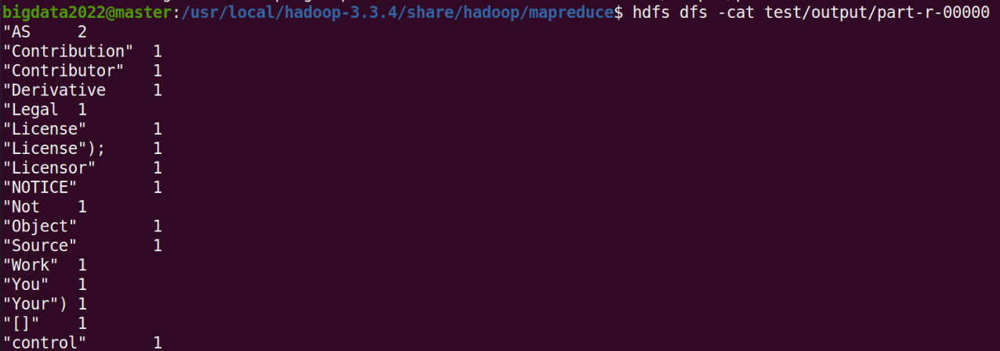 bigdata2022@master:/usr/local/hadoop-3.3.4/share/hadoop/mapreduce$ hdfs dfs -cat test/output/part-r-00000
"AS	2
"Contribution"	1
"Contributor"	1
"Derivative	1
"Legal	1
"License"	1
"License");	1
"Licensor"	1
"NOTICE"	1
"Not	1
"Object"	1
"Source"	1
"Work"	1
"You"	1
"Your")	1
"[]"	1
"control"	1